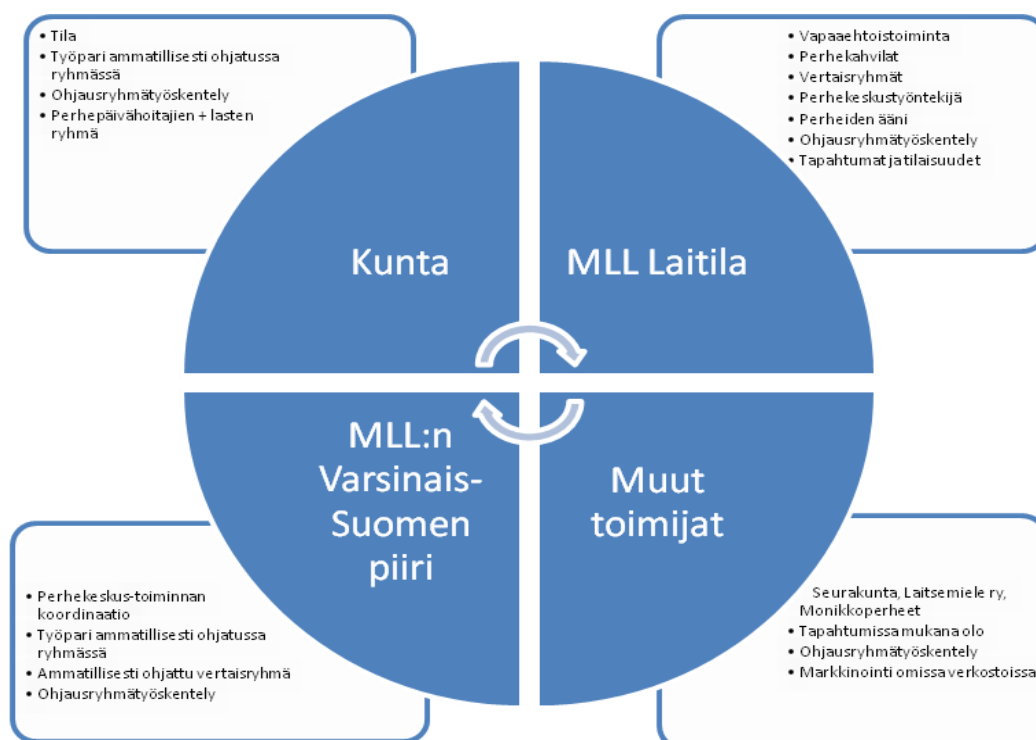 • Tila
• Työpari ammatillisesti ohjatussa
ryhmässä
• Ohjausryhmätyöskentely
• Perhepäivähoitajien + lasten
ryhmä
• Vapaaehtoistoiminta
• Perhekahvilat
• Vertaisryhmät
• Perhekeskustyöntekijä
• Perheiden ääni
• Ohjausryhmätyöskentely
• Tapahtumat ja tilaisuudet
Kunta
MLL Laitila
MLL:n
Varsinais-
Suomen
piiri
Muut
toimijat
• Perhekeskus-toiminnan
koordinaatio
• Työpari ammatillisesti ohjatussa
ryhmässä
• Ammatillisesti ohjattu vertaisryhmä
• Ohjausryhmätyöskentely
Seurakunta, Laitsemiele ry,
Monikkoperheet
• Tapahtumissa mukana olo
• Ohjausryhmätyöskentely
• Markkinointi omissa verkostoissa